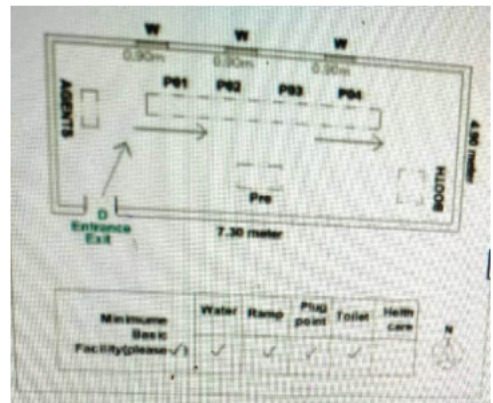 W W W
0.90m 0.90m 0.90m
P01 P02 P03 P04
AGENTS
4.90 meter
BOOTH
Pre
D
Entrance
Exit
7.30 meter
Minimume
Basic
Facility(please ✓)
Water Ramp Plug point Toilet Helth care
✓ ✓ ✓ ✓
N